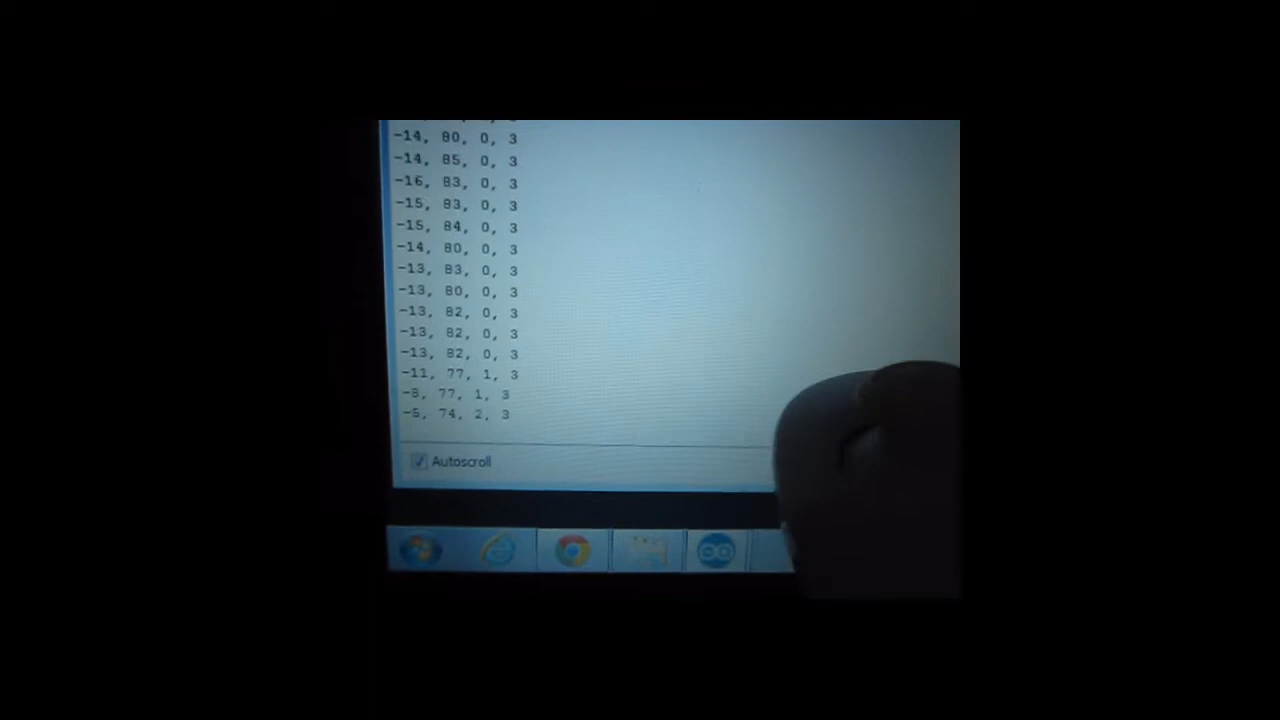 -14, 80, 0, 3
-14, 85, 0, 3
-16, 83, 0, 3
-15, 83, 0, 3
-15, 84, 0, 3
-14, 80, 0, 3
-13, 83, 0, 3
-13, 80, 0, 3
-13, 82, 0, 3
-13, 82, 0, 3
-13, 82, 0, 3
-11, 77, 1, 3
-8, 77, 1, 3
-5, 74, 2, 3
Autoscroll